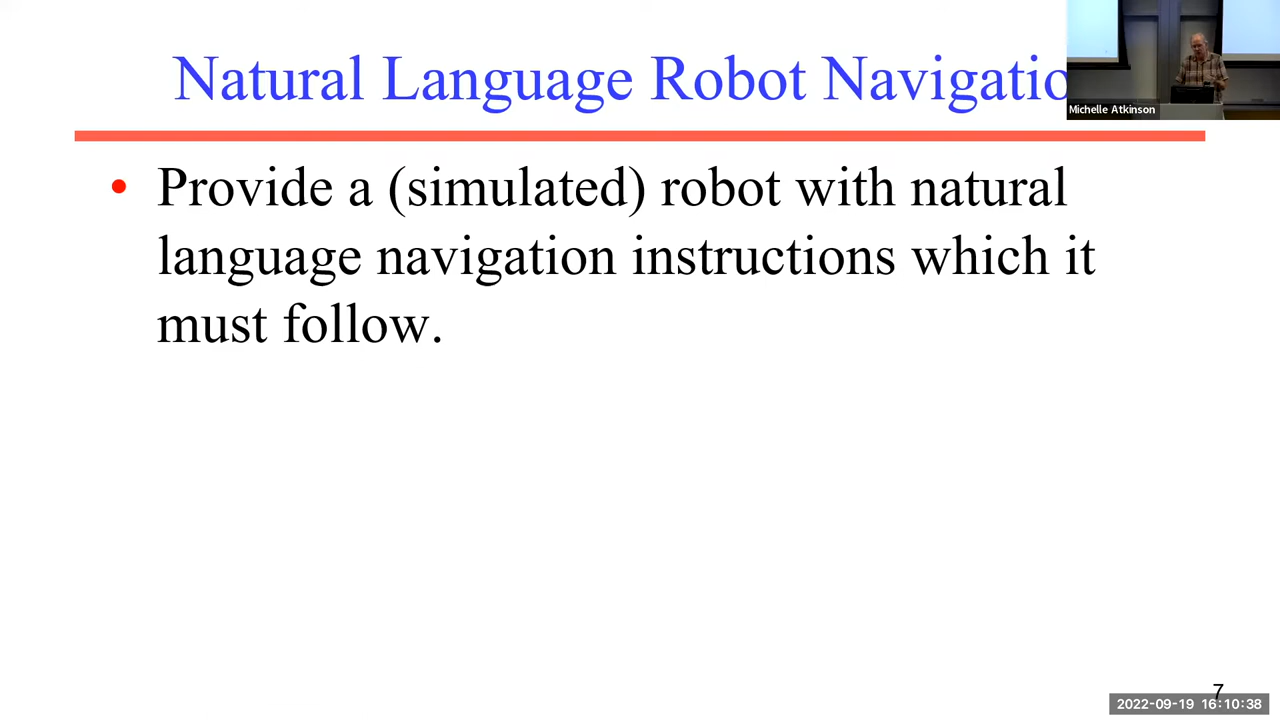 Natural Language Robot Navigatio
Michelle Atkinson
• Provide a (simulated) robot with natural
language navigation instructions which it
must follow.
7
2022-09-19 16:10:38